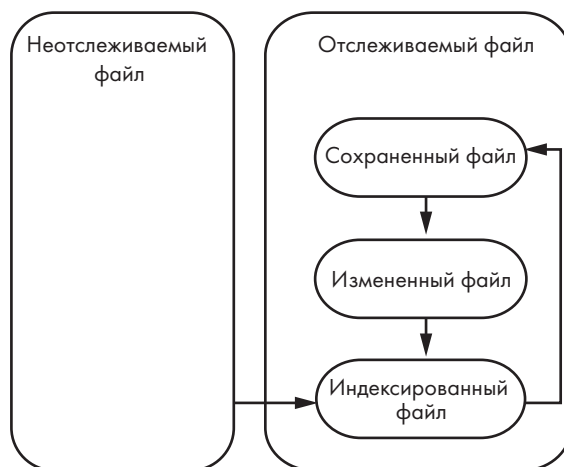 Неотслеживаемый
файл
Отслеживаемый файл
Сохраненный файл
Измененный файл
Индексированный
файл